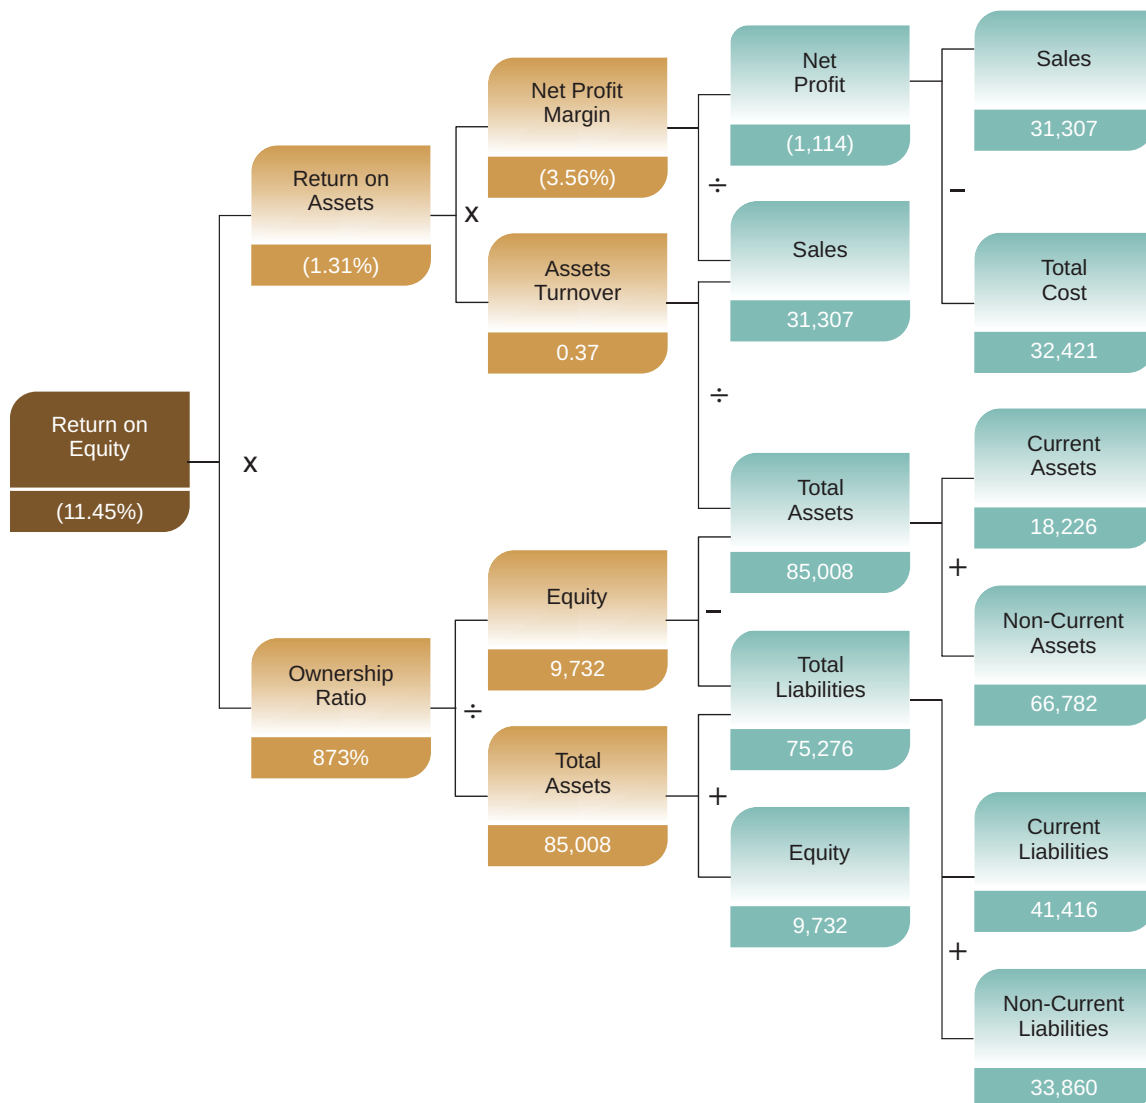 Return on
Equity
(11.45%)
x
Return on
Assets
(1.31%)
Ownership
Ratio
873%
x
÷
Net Profit
Margin
(3.56%)
Assets
Turnover
0.37
Equity
9,732
Total
Assets
85,008
÷
÷
−
+
Net
Profit
(1,114)
Sales
31,307
Total
Assets
85,008
Total
Liabilities
75,276
Equity
9,732
−
+
+
Sales
31,307
Total
Cost
32,421
Current
Assets
18,226
Non-Current
Assets
66,782
Current
Liabilities
41,416
Non-Current
Liabilities
33,860